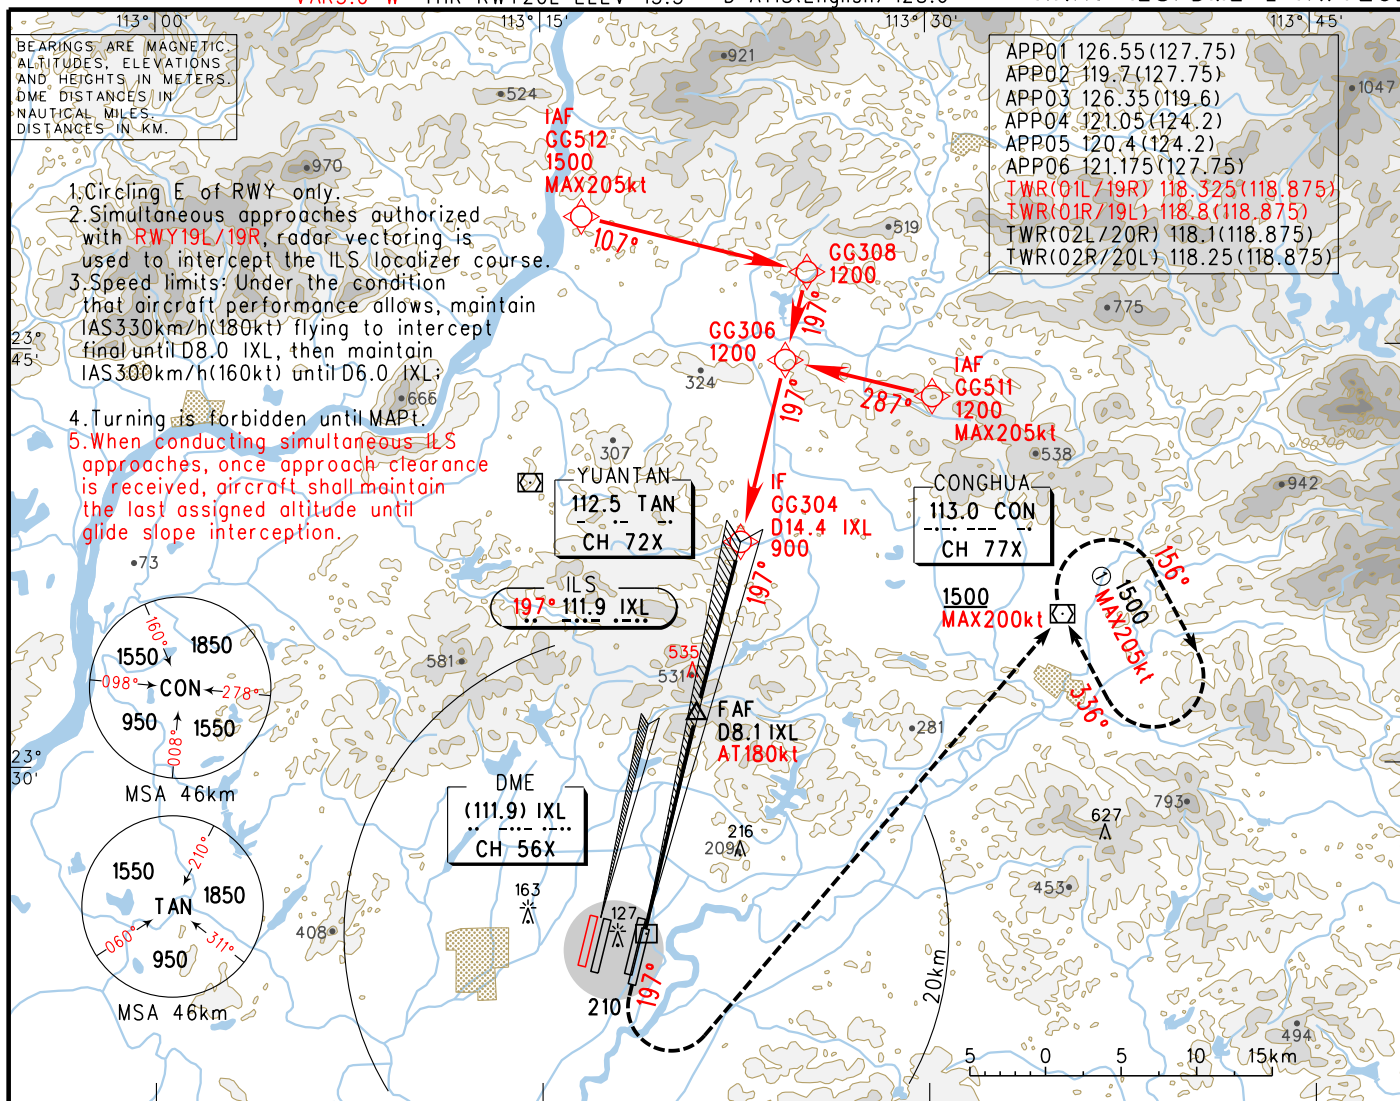 113°00'
113°15'
113°30'
113°45'
BEARINGS ARE MAGNETIC.
ALTITUDES, ELEVATIONS
AND HEIGHTS IN METERS.
DME DISTANCES IN
NAUTICAL MILES.
DISTANCES IN KM.
APP01 126.55(127.75)
APP02 119.7(127.75)
APP03 126.35(119.6)
APP04 121.05(124.2)
APP05 120.4(124.2)
APP06 121.175(127.75)
TWR(01L/19R) 118.325(118.875)
TWR(01R/19L) 118.8(118.875)
TWR(02L/20R) 118.1(118.875)
TWR(02R/20L) 118.25(118.875)
921
524
1047
970
IAF
GG512
1500
MAX205kt
107°
519
GG308
1200
197°
775
1.Circling E of RWY only.
2.Simultaneous approaches authorized
with RWY19L/19R, radar vectoring is
used to intercept the ILS localizer course.
3.Speed limits: Under the condition
that aircraft performance allows, maintain
IAS330km/h(180kt) flying to intercept
final until D8.0 IXL, then maintain
IAS300km/h(160kt) until D6.0 IXL;
4.Turning is forbidden until MAPt.
5.When conducting simultaneous ILS
approaches, once approach clearance
is received, aircraft shall maintain
the last assigned altitude until
glide slope interception.
23°
45'
GG306
1200
324
197°
287°
IAF
GG511
1200
MAX205kt
666
307
538
942
500
300
100
YUANTAN
112.5 TAN
CH 72X
IF
GG304
D14.4 IXL
900
CONGHUA
113.0 CON
CH 77X
73
197°
ILS
197° 111.9 IXL
1500
MAX200kt
1
1500
MAX205kt
156°
336°
160°
1850
1550
098°
CON
278°
950
1550
008°
MSA 46km
581
535
531
FAF
D8.1 IXL
AT180kt
281
23°
30'
DME
(111.9) IXL
CH 56X
793
627
216
209
210°
1550
1850
TAN
060°
311°
950
MSA 46km
163
453
408
127
197°
210
20km
494
5 0 5 10 15km